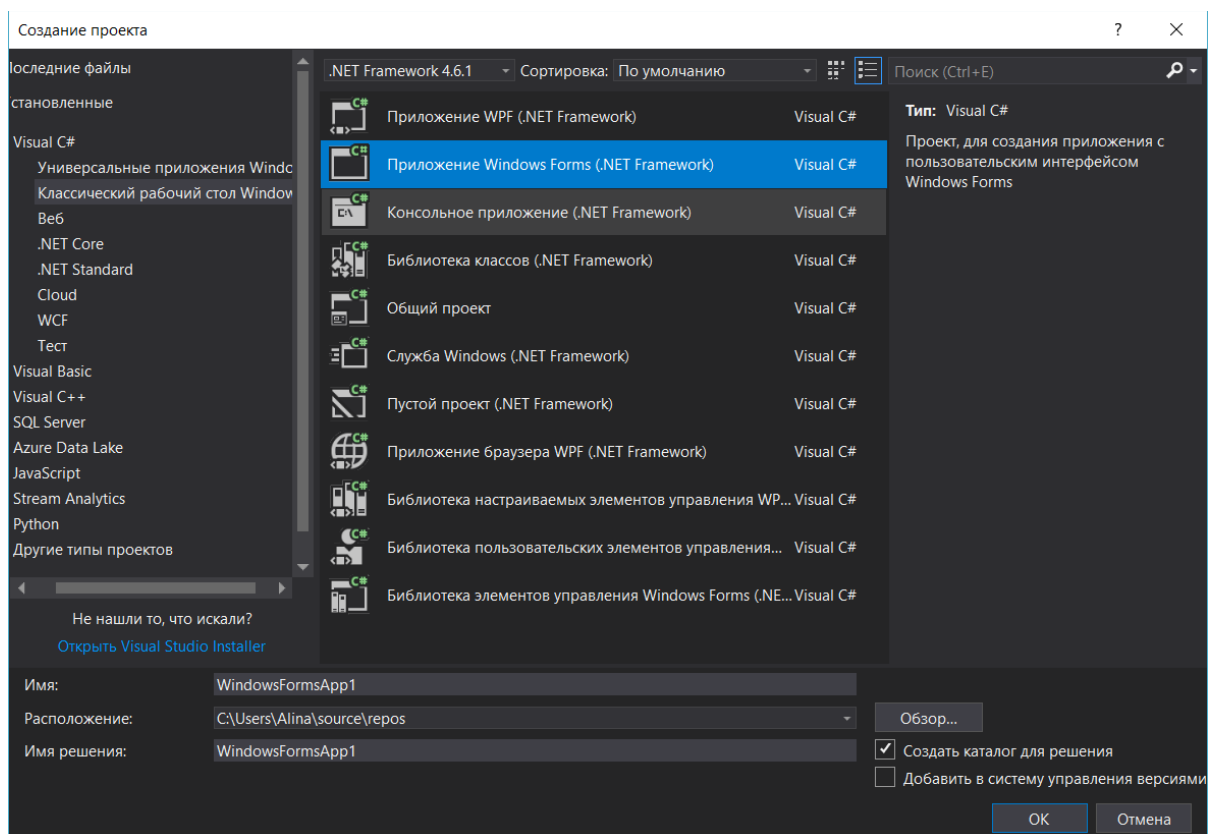 Создание проекта
?
Последние файлы
Установленные
Visual C#
Универсальные приложения Windo
Классический рабочий стол Window
Веб
.NET Core
.NET Standard
Cloud
WCF
Тест
Visual Basic
Visual C++
SQL Server
Azure Data Lake
JavaScript
Stream Analytics
Python
Другие типы проектов
Не нашли то, что искали?
Открыть Visual Studio Installer
.NET Framework 4.6.1 Сортировка: По умолчанию
Поиск (Ctrl+E)
Приложение WPF (.NET Framework) Visual C#
Приложение Windows Forms (.NET Framework) Visual C#
Консольное приложение (.NET Framework) Visual C#
Библиотека классов (.NET Framework) Visual C#
Общий проект Visual C#
Служба Windows (.NET Framework) Visual C#
Пустой проект (.NET Framework) Visual C#
Приложение браузера WPF (.NET Framework) Visual C#
Библиотека настраиваемых элементов управления WP... Visual C#
Библиотека пользовательских элементов управления... Visual C#
Библиотека элементов управления Windows Forms (.NE... Visual C#
Тип: Visual C#
Проект, для создания приложения с
пользовательским интерфейсом
Windows Forms
Имя: WindowsFormsApp1
Расположение: C:\Users\Alina\source\repos
Обзор...
Имя решения: WindowsFormsApp1
Создать каталог для решения
Добавить в систему управления версиями
ОК Отмена